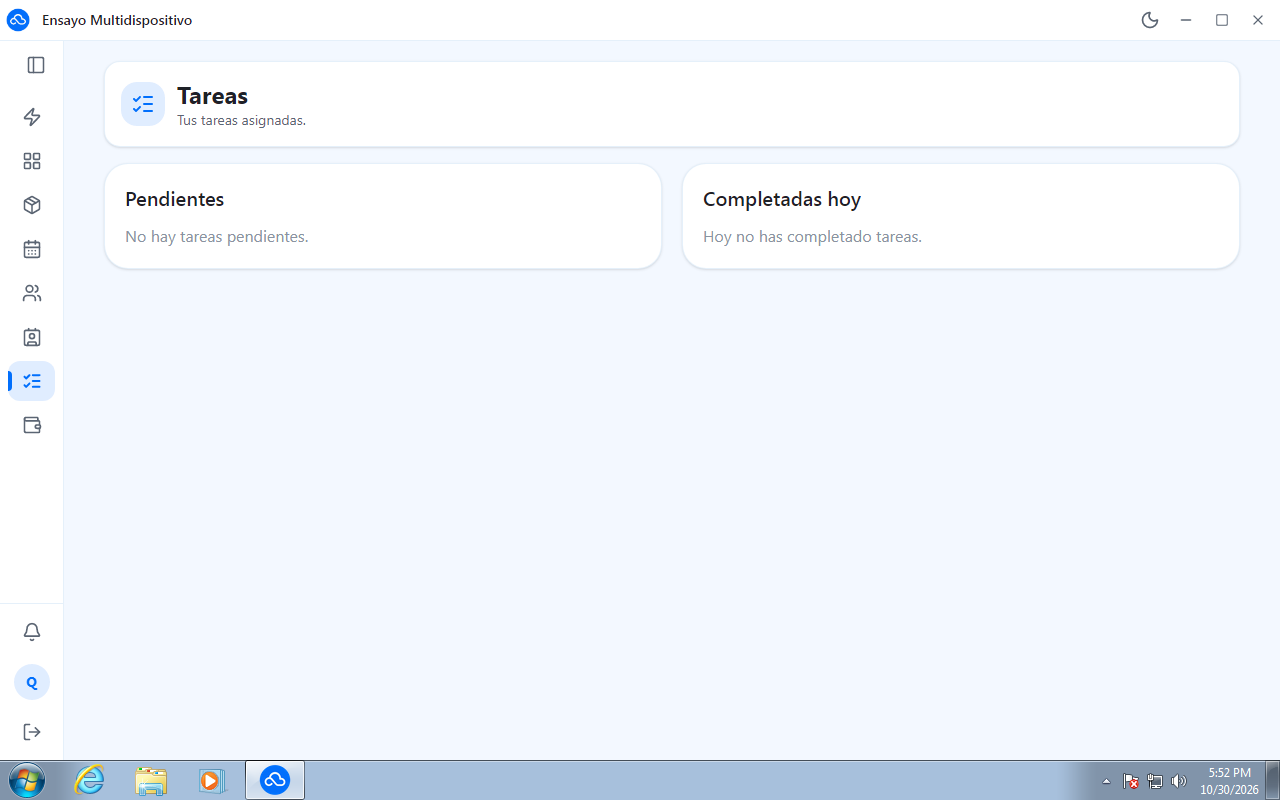 Ensayo Multidispositivo
Tareas
Tus tareas asignadas.
Pendientes
No hay tareas pendientes.
Completadas hoy
Hoy no has completado tareas.
Q
5:52 PM
10/30/2026